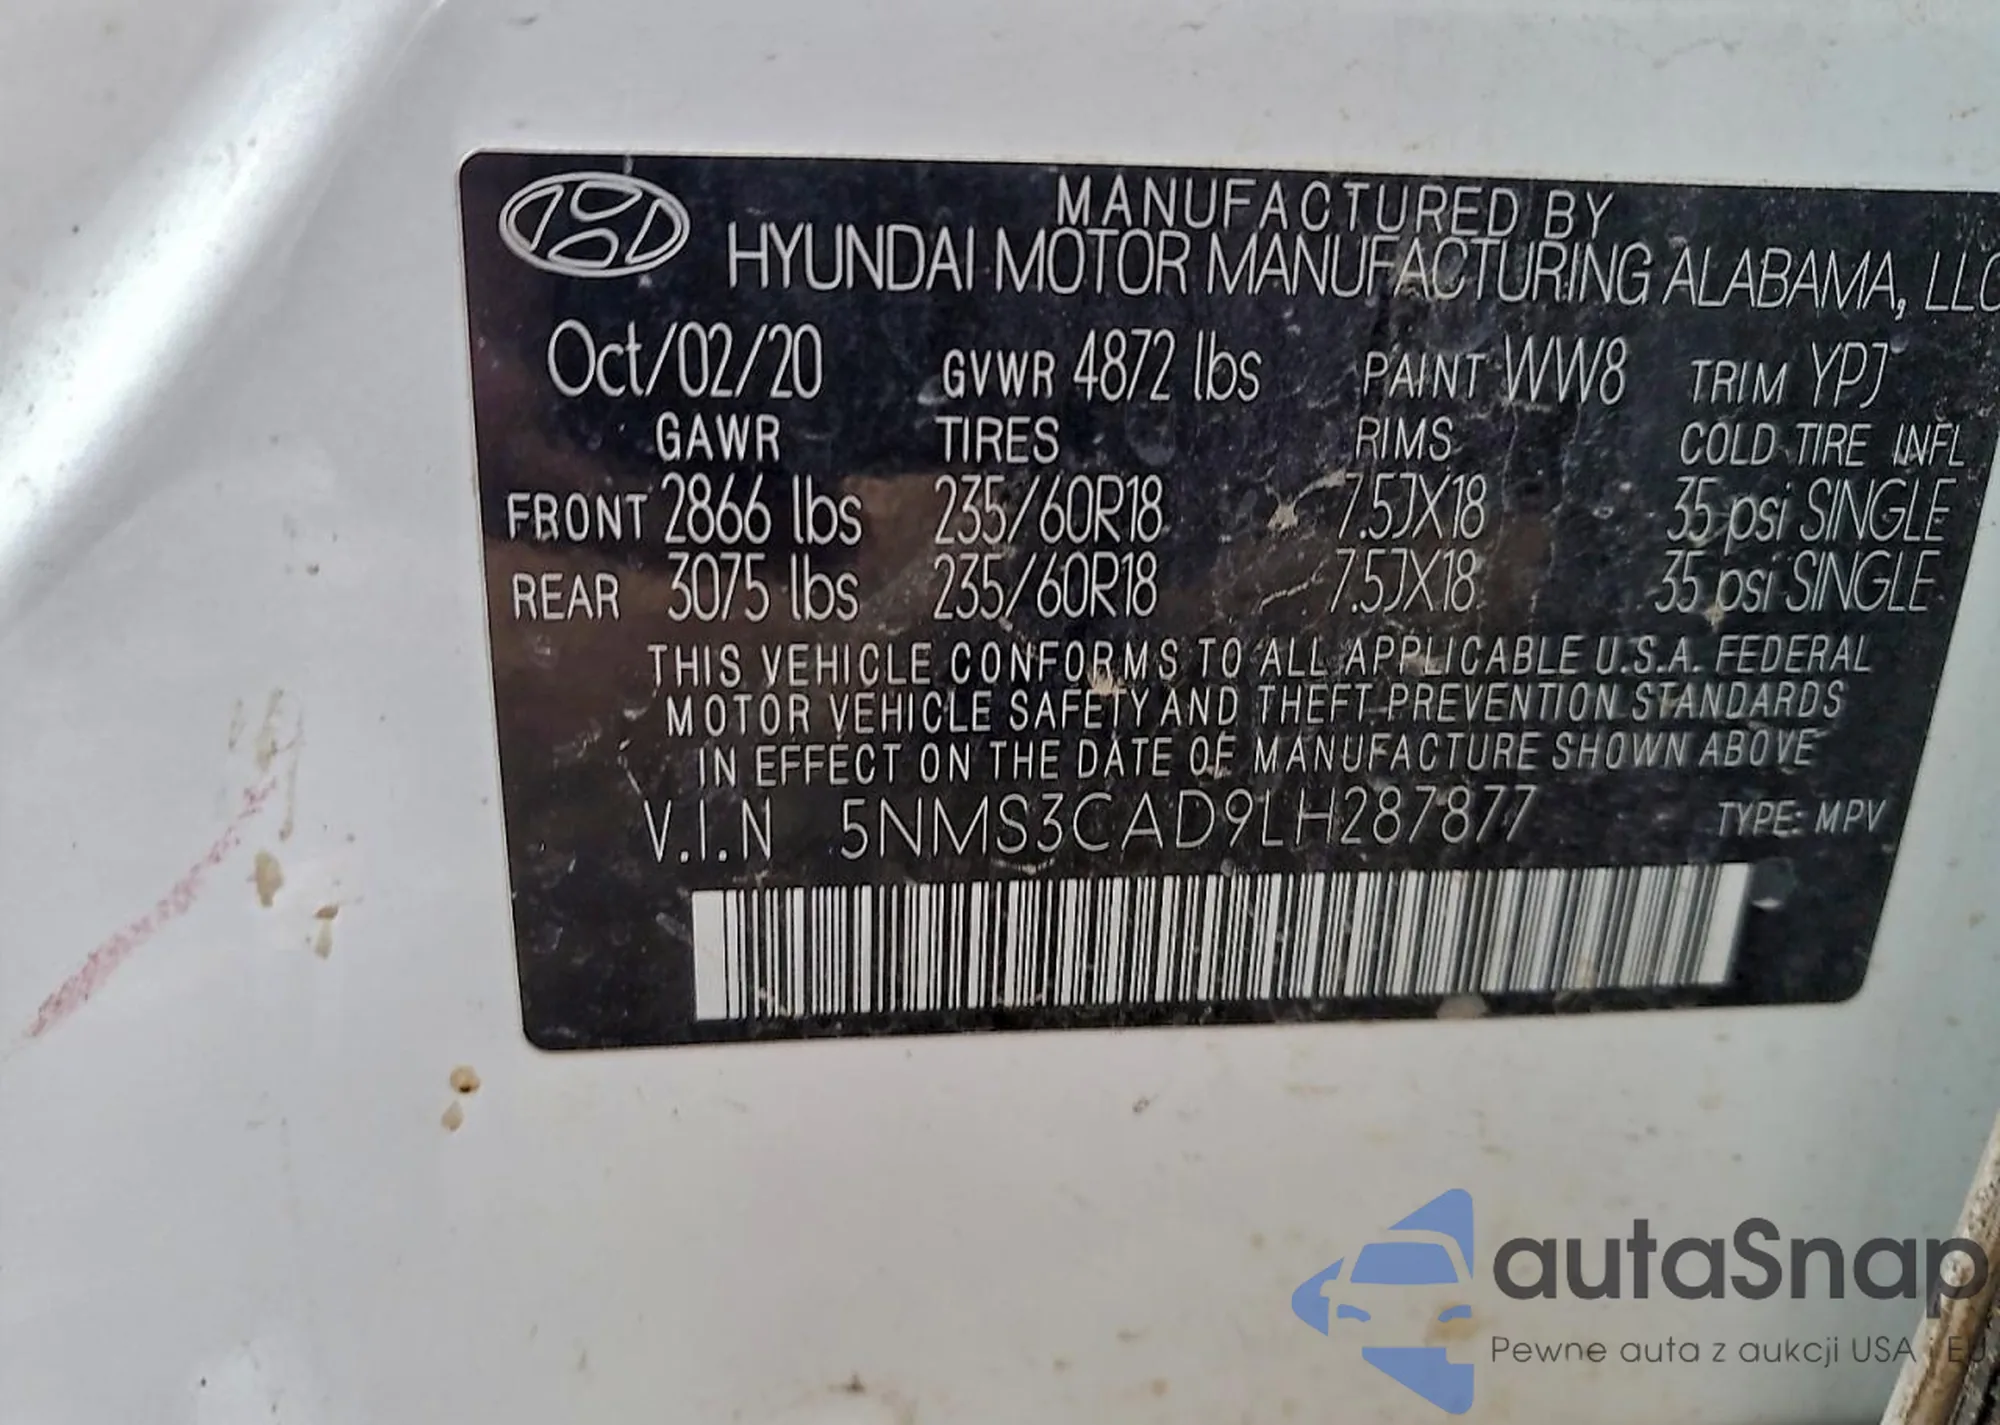 MANUFACTURED BY
HYUNDAI MOTOR MANUFACTURING ALABAMA, LLC
Oct/02/20 GVWR 4872 lbs PAINT WW8 TRIM YPJ
GAWR TIRES RIMS COLD TIRE INFL
FRONT 2866 lbs 235/60R18 7.5JX18 35 psi SINGLE
REAR 3075 lbs 235/60R18 7.5JX18 35 psi SINGLE
THIS VEHICLE CONFORMS TO ALL APPLICABLE U.S.A. FEDERAL
MOTOR VEHICLE SAFETY AND THEFT PREVENTION STANDARDS
IN EFFECT ON THE DATE OF MANUFACTURE SHOWN ABOVE
V.I.N 5NMS3CAD9LH287877 TYPE: MPV
autaSnap
Pewne auta z aukcji USA i EU